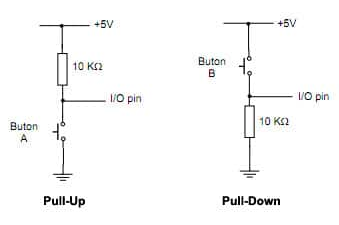 +5V
10 KΩ
I/O pin
Buton
A
Pull-Up
+5V
Buton
B
I/O pin
10 KΩ
Pull-Down